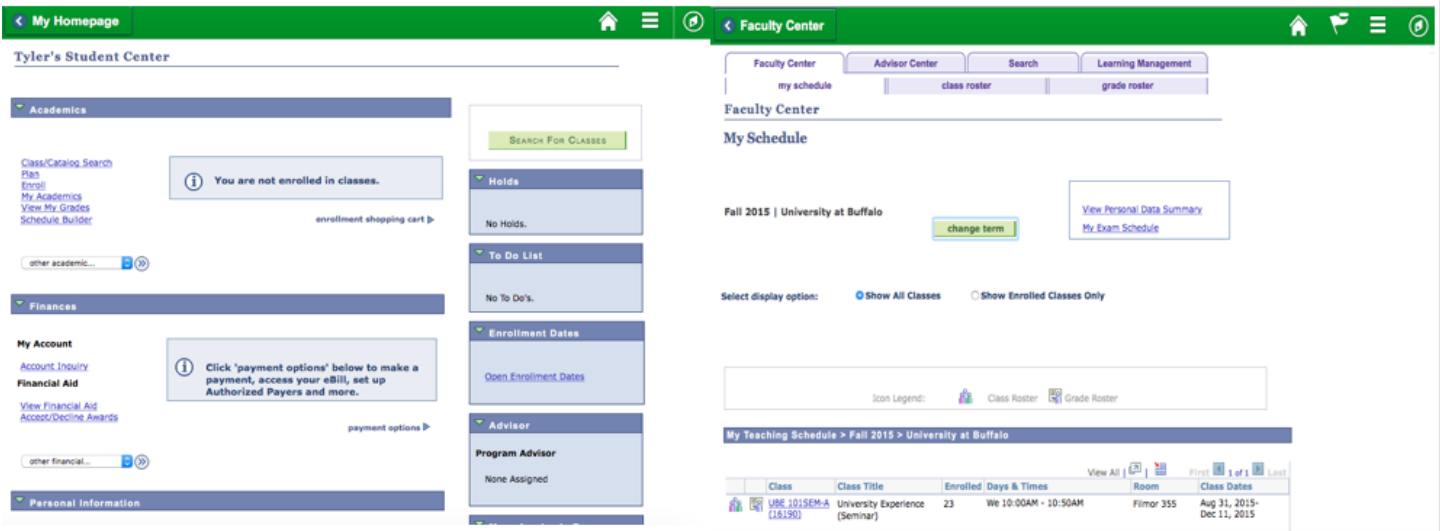 My Homepage
Tyler's Student Center
Academics
Class/Catalog Search
Plan
Enroll
My Academics
View My Grades
Schedule Builder
You are not enrolled in classes.
enrollment shopping cart
other academic...
Finances
My Account
Account Inquiry
Financial Aid
View Financial Aid
Accept/Decline Awards
Click 'payment options' below to make a
payment, access your eBill, set up
Authorized Payers and more.
payment options
other financial...
Personal Information
SEARCH FOR CLASSES
Holds
No Holds.
To Do List
No To Do's.
Enrollment Dates
Open Enrollment Dates
Advisor
Program Advisor
None Assigned
Faculty Center
Faculty Center Advisor Center Search Learning Management
my schedule class roster grade roster
Faculty Center
My Schedule
Fall 2015 | University at Buffalo
change term
View Personal Data Summary
My Exam Schedule
Select display option: Show All Classes Show Enrolled Classes Only
Icon Legend: Class Roster Grade Roster
My Teaching Schedule > Fall 2015 > University at Buffalo
View All | | First 1 of 1 Last
Class Class Title Enrolled Days & Times Room Class Dates
UBE 101SEM-A University Experience 23 We 10:00AM - 10:50AM Filmor 355 Aug 31, 2015-
(16190) (Seminar) Dec 11, 2015